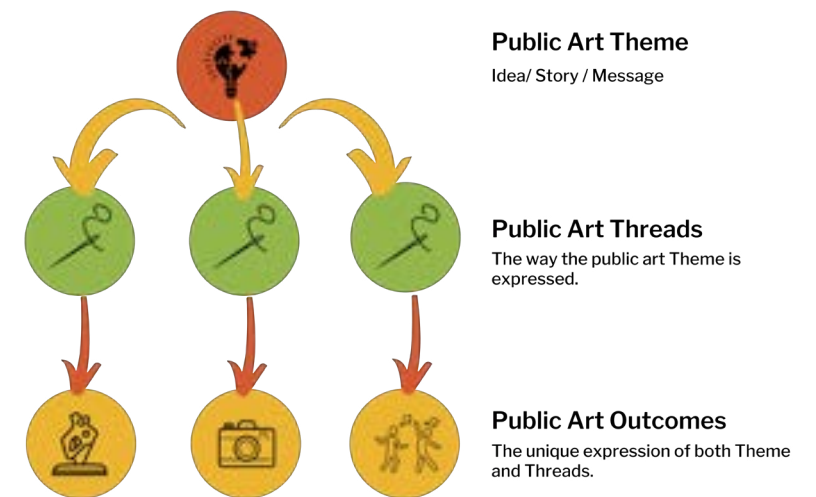 Public Art Theme
Idea/ Story / Message
Public Art Threads
The way the public art Theme is
expressed.
Public Art Outcomes
The unique expression of both Theme
and Threads.